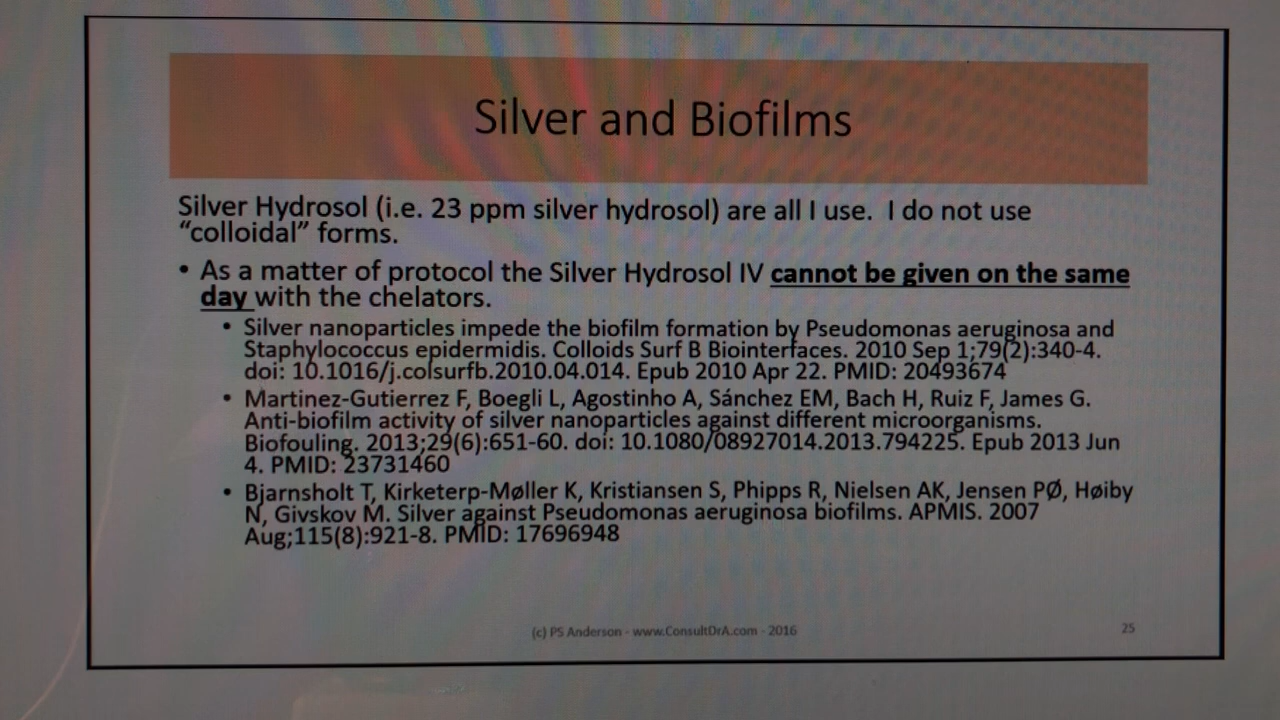 Silver and Biofilms
Silver Hydrosol (i.e. 23 ppm silver hydrosol) are all I use.  I do not use
“colloidal” forms.
• As a matter of protocol the Silver Hydrosol IV cannot be given on the same
day with the chelators.
• Silver nanoparticles impede the biofilm formation by Pseudomonas aeruginosa and
Staphylococcus epidermidis. Colloids Surf B Biointerfaces. 2010 Sep 1;79(2):340-4.
doi: 10.1016/j.colsurfb.2010.04.014. Epub 2010 Apr 22. PMID: 20493674
• Martinez-Gutierrez F, Boegli L, Agostinho A, Sánchez EM, Bach H, Ruiz F, James G.
Anti-biofilm activity of silver nanoparticles against different microorganisms.
Biofouling. 2013;29(6):651-60. doi: 10.1080/08927014.2013.794225. Epub 2013 Jun
4. PMID: 23731460
• Bjarnsholt T, Kirketerp-Møller K, Kristiansen S, Phipps R, Nielsen AK, Jensen PØ, Høiby
N, Givskov M. Silver against Pseudomonas aeruginosa biofilms. APMIS. 2007
Aug;115(8):921-8. PMID: 17696948
(c) PS Anderson - www.ConsultDrA.com - 2016
25